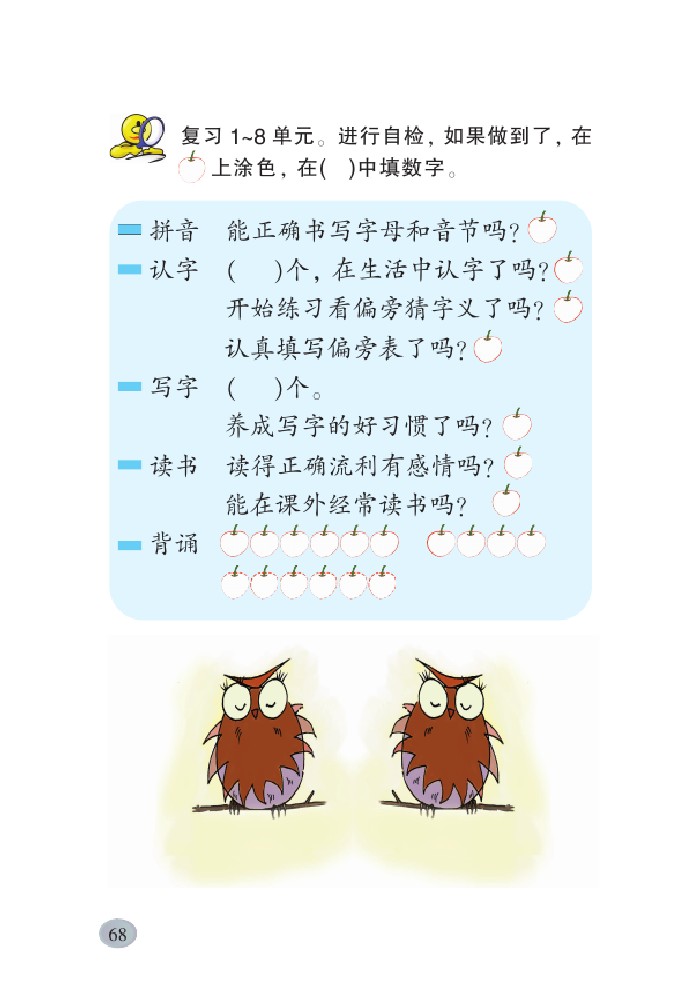 复习 1~8 单元。进行自检，如果做到了，在
上涂色，在(　)中填数字。
拼音　能正确书写字母和音节吗？
认字　(　)个，在生活中认字了吗？
开始练习看偏旁猜字义了吗？
认真填写偏旁表了吗？
写字　(　)个。
养成写字的好习惯了吗？
读书　读得正确流利有感情吗？
能在课外经常读书吗？
背诵
68